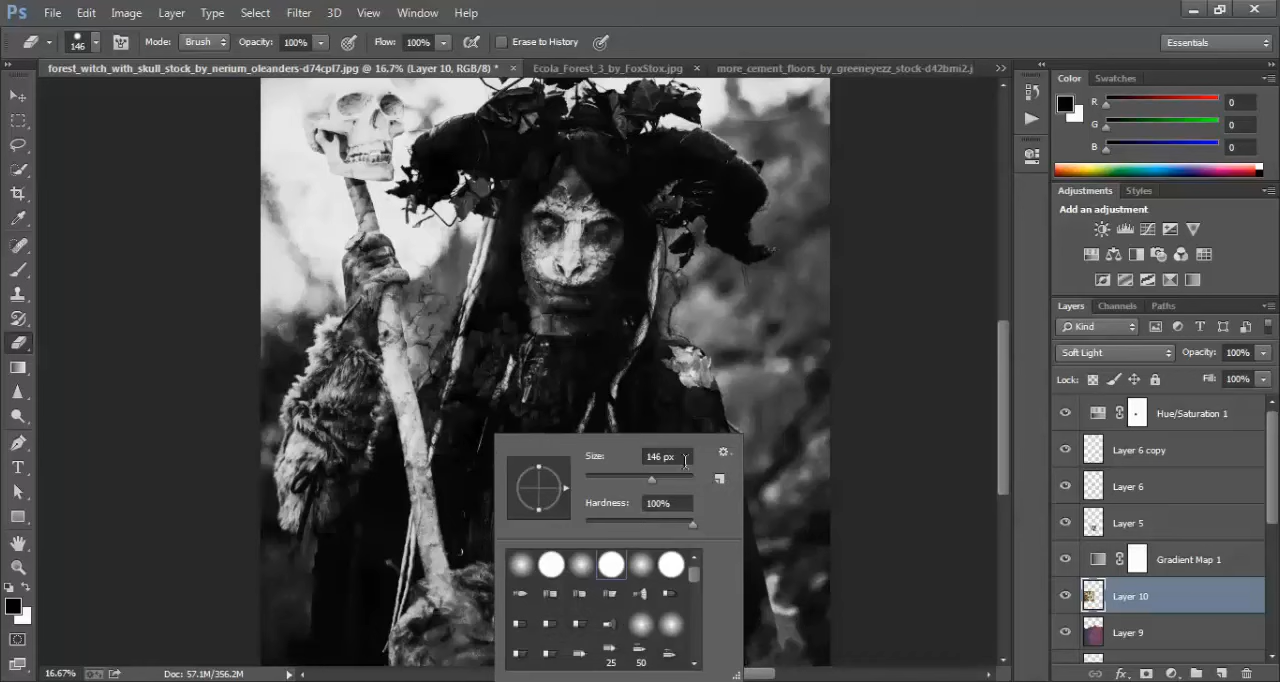 Ps File Edit Image Layer Type Select Filter 3D View Window Help
146 Mode: Brush Opacity: 100% Flow: 100% Erase to History Essentials
forest_witch_with_skull_stock_by_nerium_oleanders-d74cpf7.jpg @ 16.7% (Layer 10, RGB/8) * × Ecola_Forest_3_by_FoxStox.jpg × more_cement_floors_by_greeneyezz_stock-d42bmi2.j
Color Swatches
R 0
G 0
B 0
Adjustments Styles
Add an adjustment
Layers Channels Paths
Kind
Soft Light Opacity: 100%
Lock: Fill: 100%
Hue/Saturation 1
Layer 6 copy
Layer 6
Layer 5
Gradient Map 1
Layer 10
Layer 9
Size: 146 px
Hardness: 100%
25 50
16.67% Doc: 57.1M/356.2M